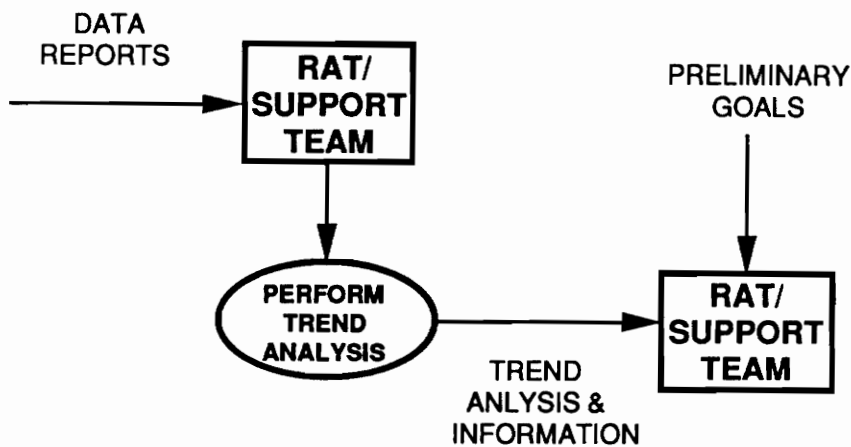 DATA
REPORTS
RAT/
SUPPORT
TEAM
PRELIMINARY
GOALS
PERFORM
TREND
ANALYSIS
RAT/
SUPPORT
TEAM
TREND
ANLYSIS &
INFORMATION